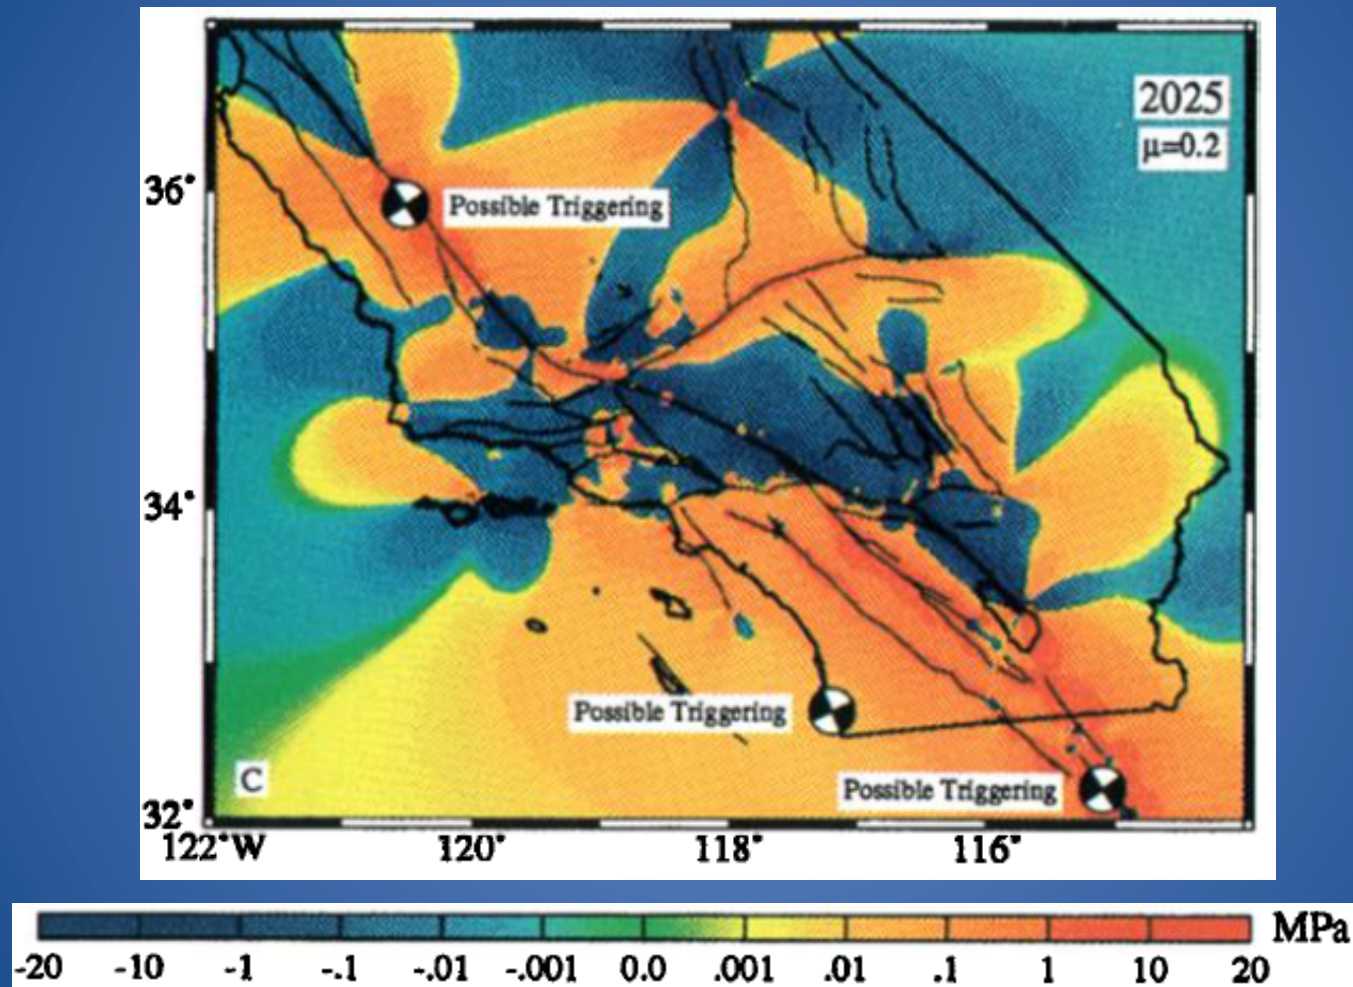 2025
μ=0.2
36°
Possible Triggering
34°
Possible Triggering
Possible Triggering
C
32°
122°W 120° 118° 116°
MPa
-20 -10 -1 -.1 -.01 -.001 0.0 .001 .01 .1 1 10 20